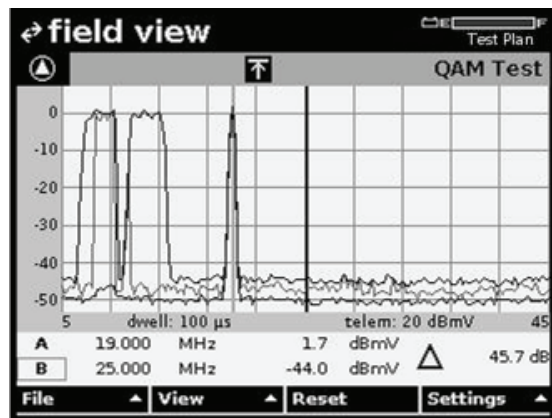 field view
E F
Test Plan
QAM Test
0
-10
-20
-30
-40
-50
5 dwell: 100 µs telem: 20 dBmV 45
A 19.000 MHz 1.7 dBmV
B 25.000 MHz -44.0 dBmV Δ 45.7 dB
File View Reset Settings